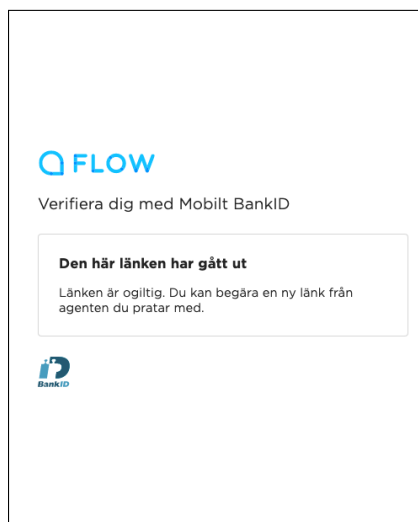 FLOW
Verifiera dig med Mobilt BankID
Den här länken har gått ut
Länken är ogiltig. Du kan begära en ny länk från
agenten du pratar med.
BankID